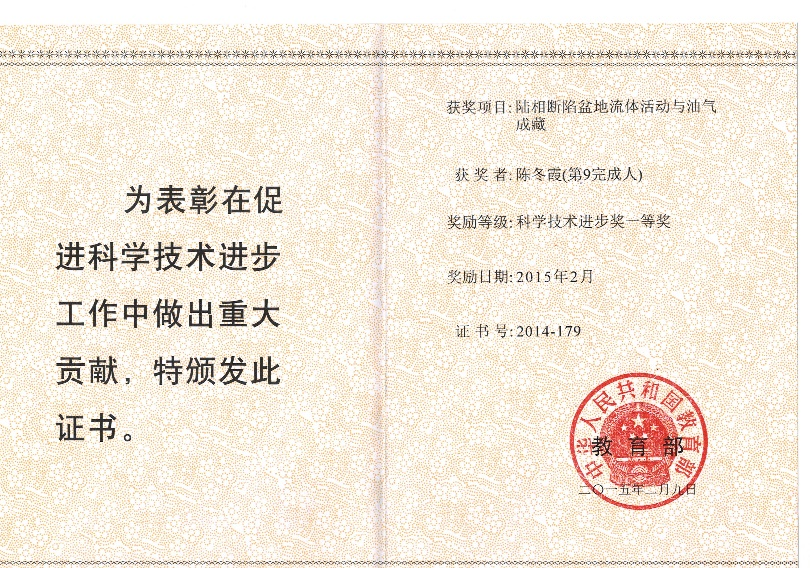 为表彰在促
进科学技术进步
工作中做出重大
贡献，特颁发此
证书。
获奖项目:陆相断陷盆地流体活动与油气
成藏
获 奖 者:陈冬霞(第9完成人)
奖励等级:科学技术进步奖一等奖
奖励日期:2015年2月
证 书 号:2014-179
中华人民共和国教育部
教 育 部
二〇一五年二月九日